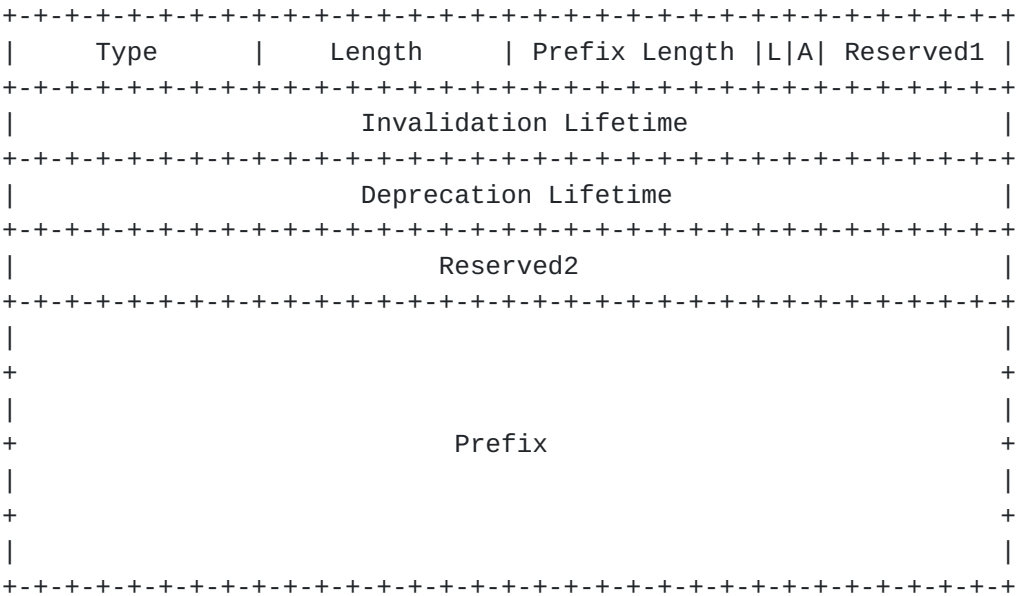 +-+-+-+-+-+-+-+-+-+-+-+-+-+-+-+-+-+-+-+-+-+-+-+-+-+-+-+-+-+-+-+-+
|     Type      |    Length     | Prefix Length |L|A| Reserved1 |
+-+-+-+-+-+-+-+-+-+-+-+-+-+-+-+-+-+-+-+-+-+-+-+-+-+-+-+-+-+-+-+-+
|                      Invalidation Lifetime                    |
+-+-+-+-+-+-+-+-+-+-+-+-+-+-+-+-+-+-+-+-+-+-+-+-+-+-+-+-+-+-+-+-+
|                      Deprecation Lifetime                     |
+-+-+-+-+-+-+-+-+-+-+-+-+-+-+-+-+-+-+-+-+-+-+-+-+-+-+-+-+-+-+-+-+
|                           Reserved2                           |
+-+-+-+-+-+-+-+-+-+-+-+-+-+-+-+-+-+-+-+-+-+-+-+-+-+-+-+-+-+-+-+-+
|                                                               |
+                                                               +
|                                                               |
+                            Prefix                             +
|                                                               |
+                                                               +
|                                                               |
+-+-+-+-+-+-+-+-+-+-+-+-+-+-+-+-+-+-+-+-+-+-+-+-+-+-+-+-+-+-+-+-+